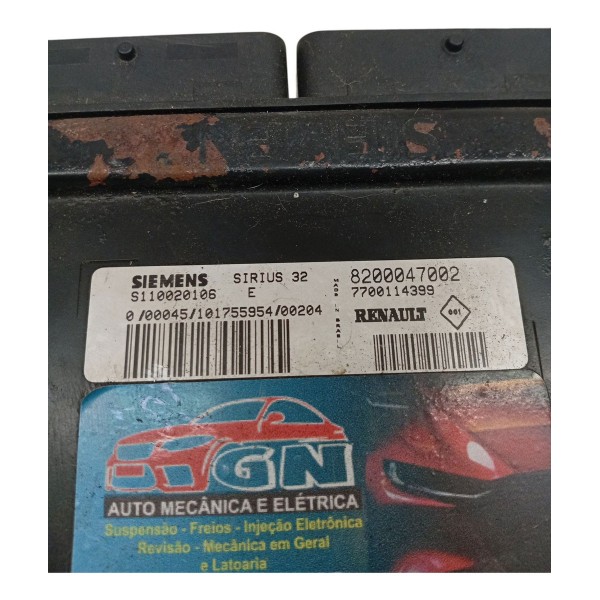 SIEMENS SIRIUS 32
S110020106 E
0/00045/101755954/00204
8200047002
7700114399
RENAULT 001
GN
AUTO MECÂNICA E ELÉTRICA
Suspensão - Freios - Injeção Eletrônica
Revisão - Mecânica em Geral
e Latoaria